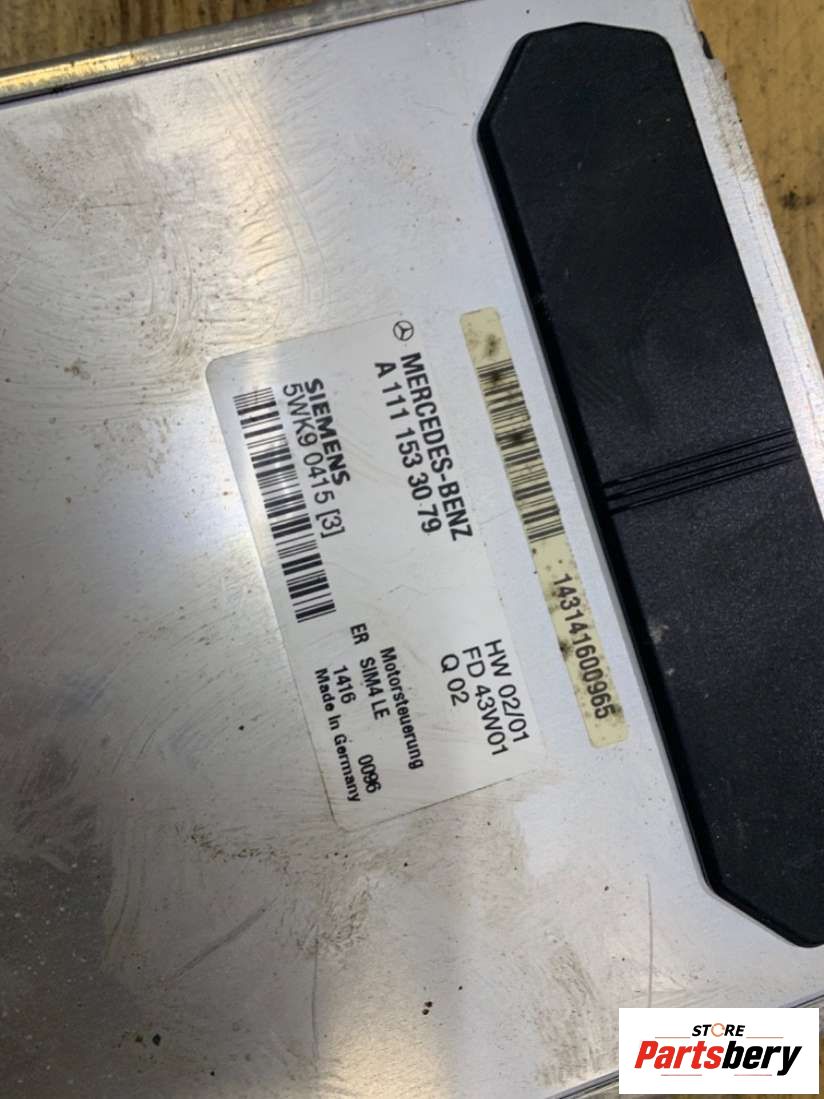 143141600965
MERCEDES-BENZ
A 111 153 30 79
HW 02/01
FD 43W01
Q 02
SIEMENS
5WK9 0415 [3]
Motorsteuerung
ER SIM4 LE
1416 0096
Made In Germany
STORE
Partsbery